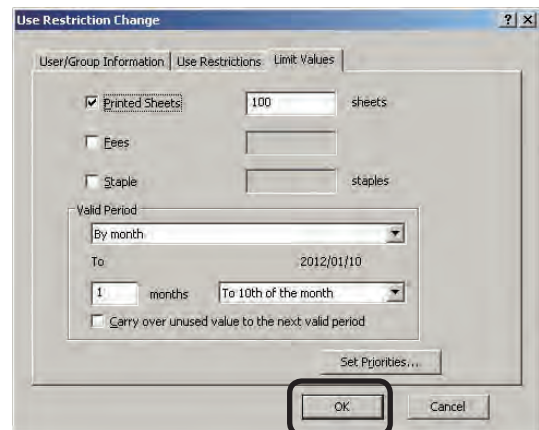 Use Restriction Change
User/Group Information Use Restrictions Limit Values
Printed Sheets 100 sheets
Fees
Staple staples
Valid Period
By month
To 2012/01/10
1 months To 10th of the month
Carry over unused value to the next valid period
Set Priorities...
OK Cancel